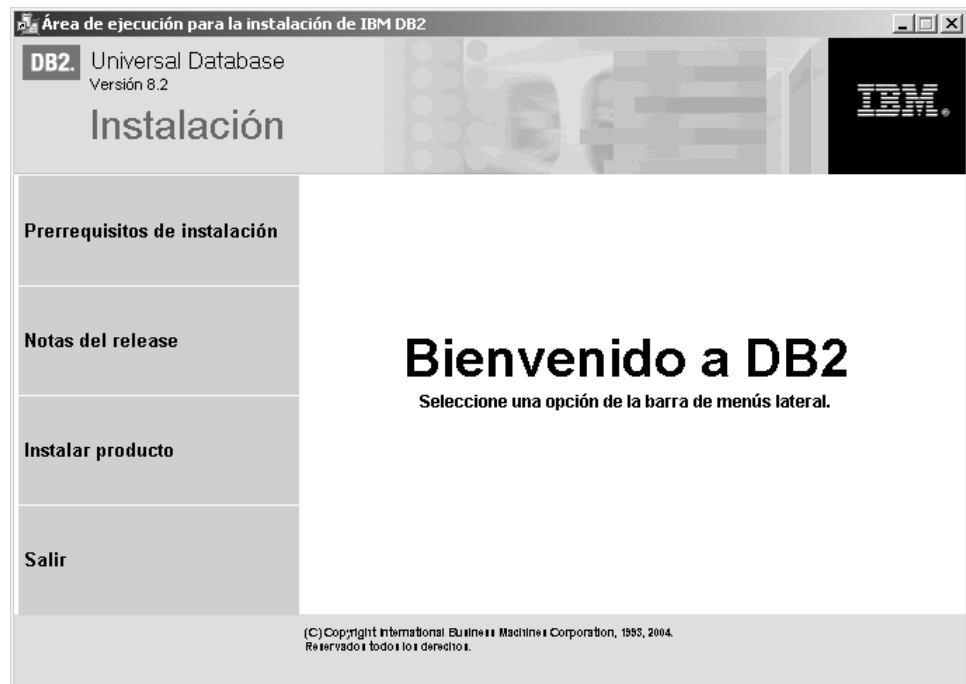 Área de ejecución para la instalación de IBM DB2
DB2. Universal Database
Versión 8.2
Instalación
IBM®
Prerrequisitos de instalación
Notas del release
Instalar producto
Salir
Bienvenido a DB2
Seleccione una opción de la barra de menús lateral.
(C) Copyright International Business Machines Corporation, 1993, 2004.
Reservados todos los derechos.